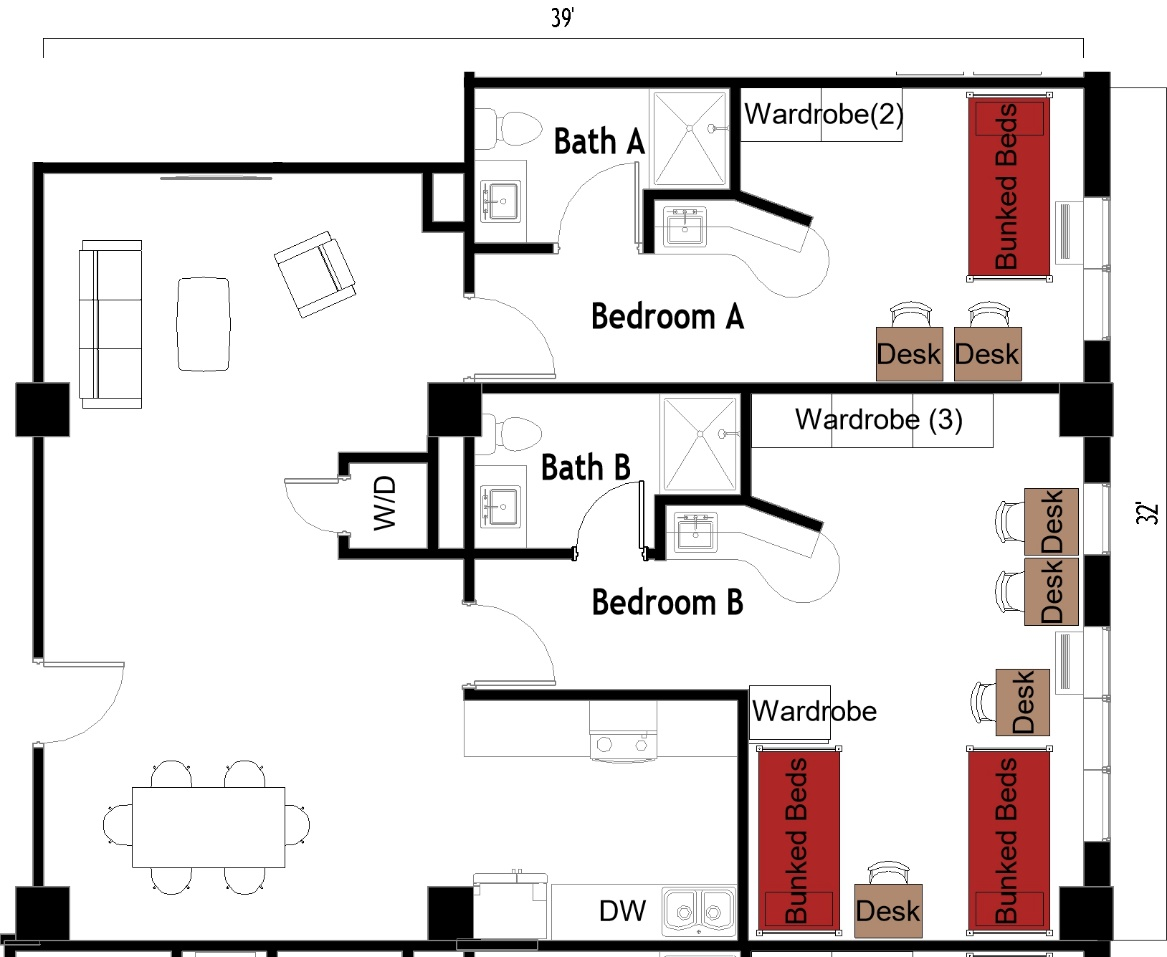 39'
Wardrobe(2)
Bath A
Bunked Beds
Bedroom A
Desk
Desk
Wardrobe (3)
Bath B
W/D
Desk
32'
Desk
Bedroom B
Desk
Wardrobe
Bunked Beds
Bunked Beds
DW
Desk